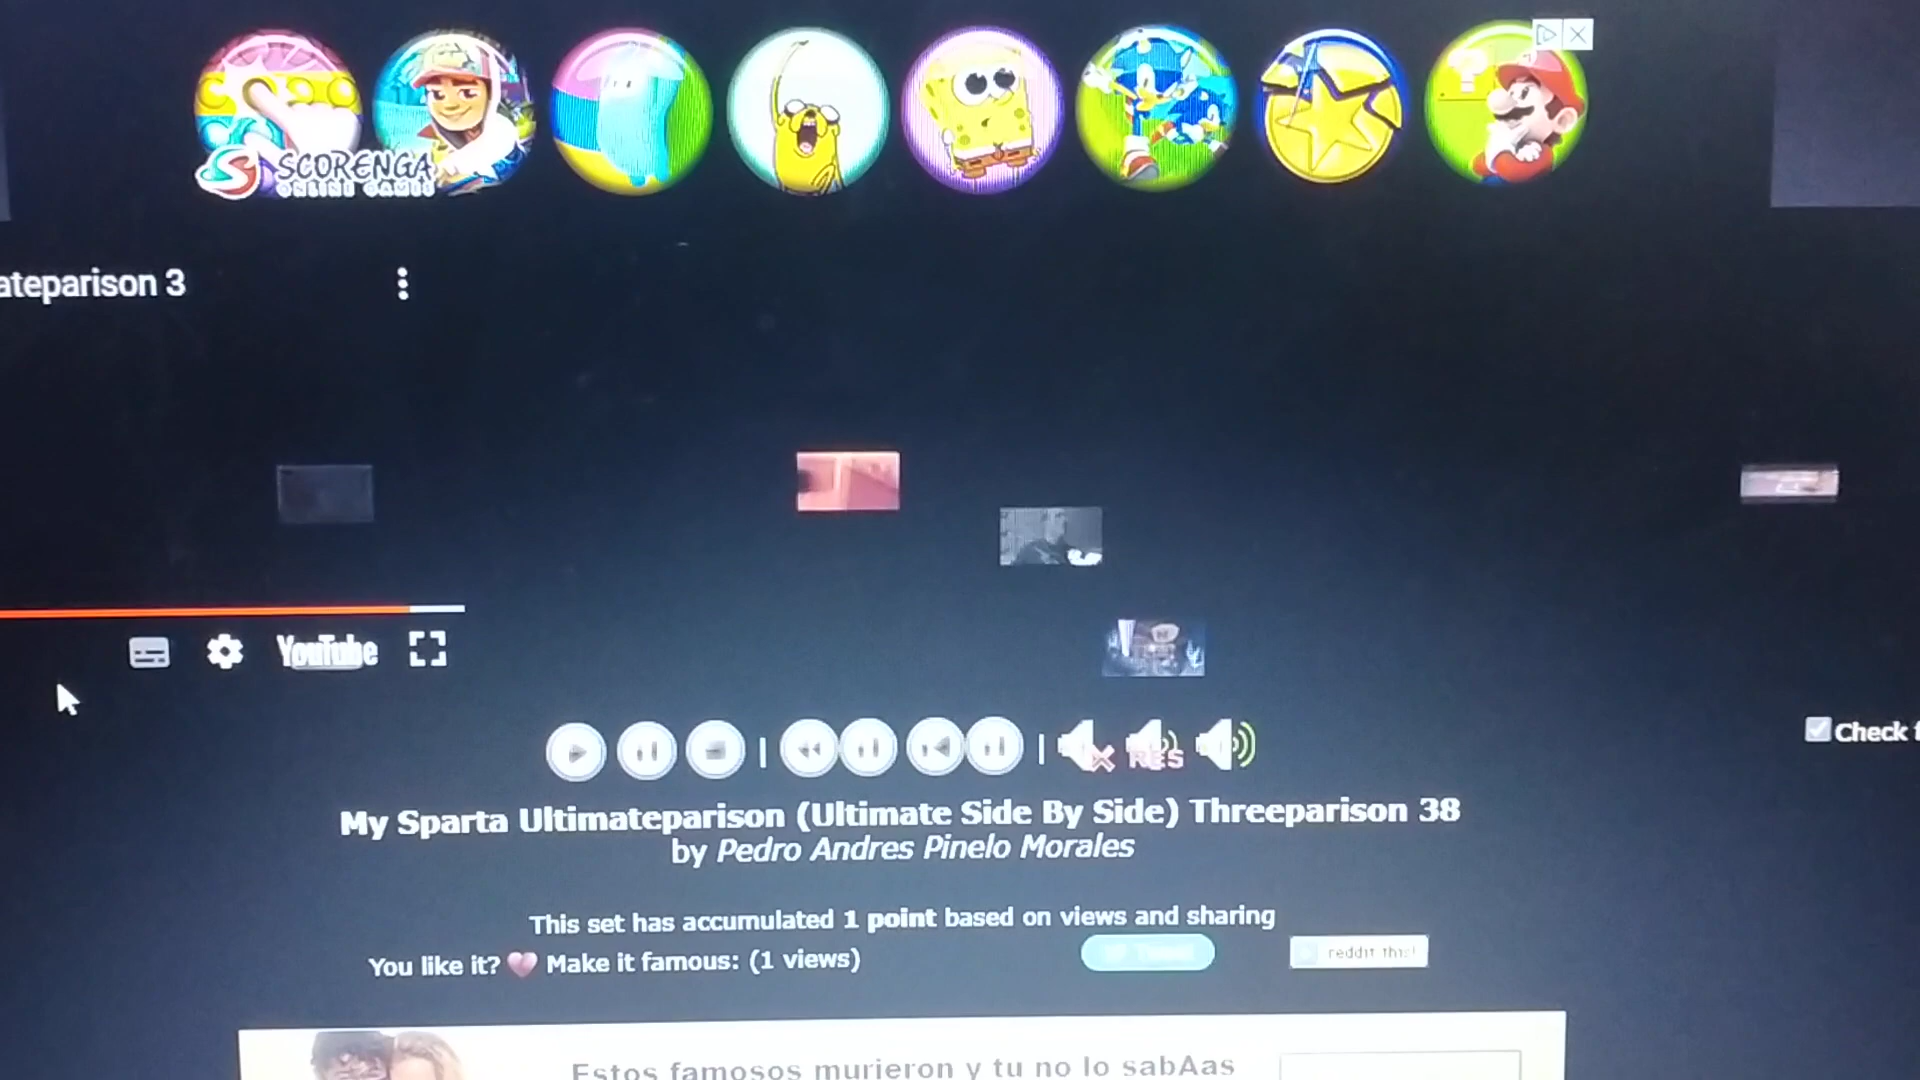 SCORENGA
ONLINE GAMES
ateparison 3
YouTube
RES
Check
My Sparta Ultimateparison (Ultimate Side By Side) Threeparison 38
by Pedro Andres Pinelo Morales
This set has accumulated 1 point based on views and sharing
You like it? Make it famous: (1 views)
reddit this!
Estos famosos murieron y tu no lo sabAas